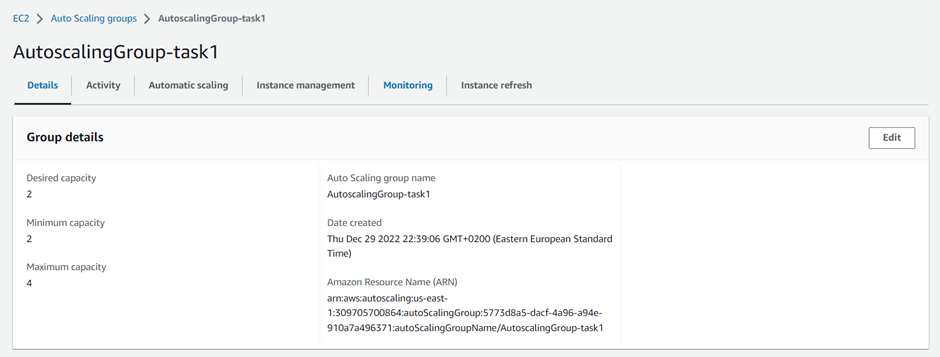 EC2 > Auto Scaling groups > AutoscalingGroup-task1
AutoscalingGroup-task1
Details Activity Automatic scaling Instance management Monitoring Instance refresh
Group details
Edit
Desired capacity
2
Minimum capacity
2
Maximum capacity
4
Auto Scaling group name
AutoscalingGroup-task1
Date created
Thu Dec 29 2022 22:39:06 GMT+0200 (Eastern European Standard
Time)
Amazon Resource Name (ARN)
arn:aws:autoscaling:us-east-
1:309705700864:autoScalingGroup:5773d8a5-dacf-4a96-a94e-
910a7a496371:autoScalingGroupName/AutoscalingGroup-task1